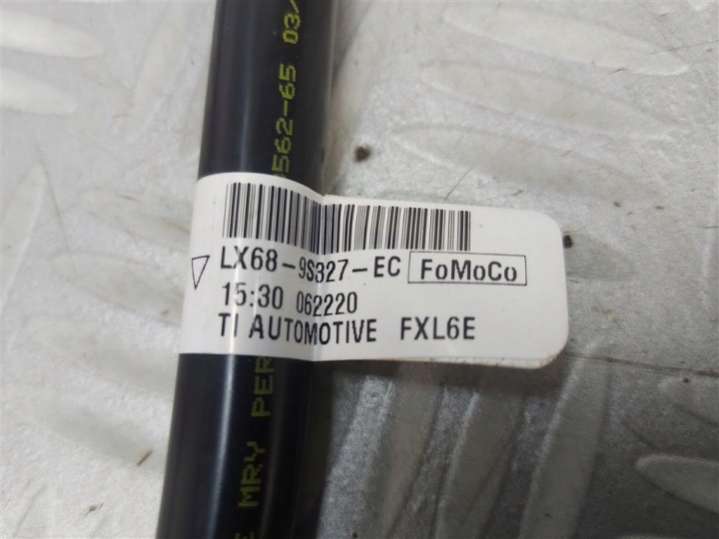 562-65 03/
LX68-9S327-EC FoMoCo
15:30 062220
TI AUTOMOTIVE FXL6E
MRY PER